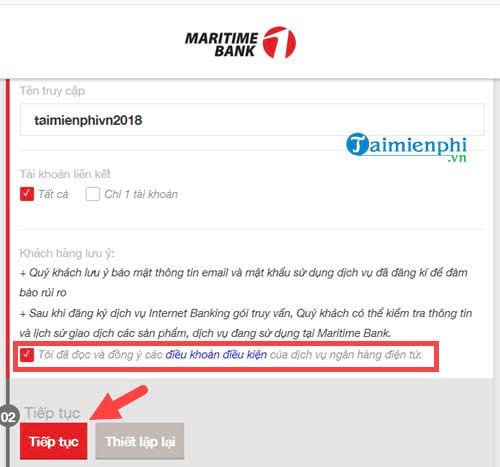 MARITIME
BANK
Tên truy cập
taimienphivn2018
Taimienphi
.vn
Tài khoản liên kết
Tất cả Chỉ 1 tài khoản
Khách hàng lưu ý:
+ Quý khách lưu ý bảo mật thông tin email và mật khẩu sử dụng dịch vụ đã đăng kí để đảm
bảo rủi ro
+ Sau khi đăng ký dịch vụ Internet Banking gói truy vấn, Quý khách có thể kiểm tra thông tin
và lịch sử giao dịch các sản phẩm, dịch vụ đang sử dụng tại Maritime Bank.
Tôi đã đọc và đồng ý các điều khoản điều kiện của dịch vụ ngân hàng điện tử.
02 Tiếp tục
Tiếp tục Thiết lập lại